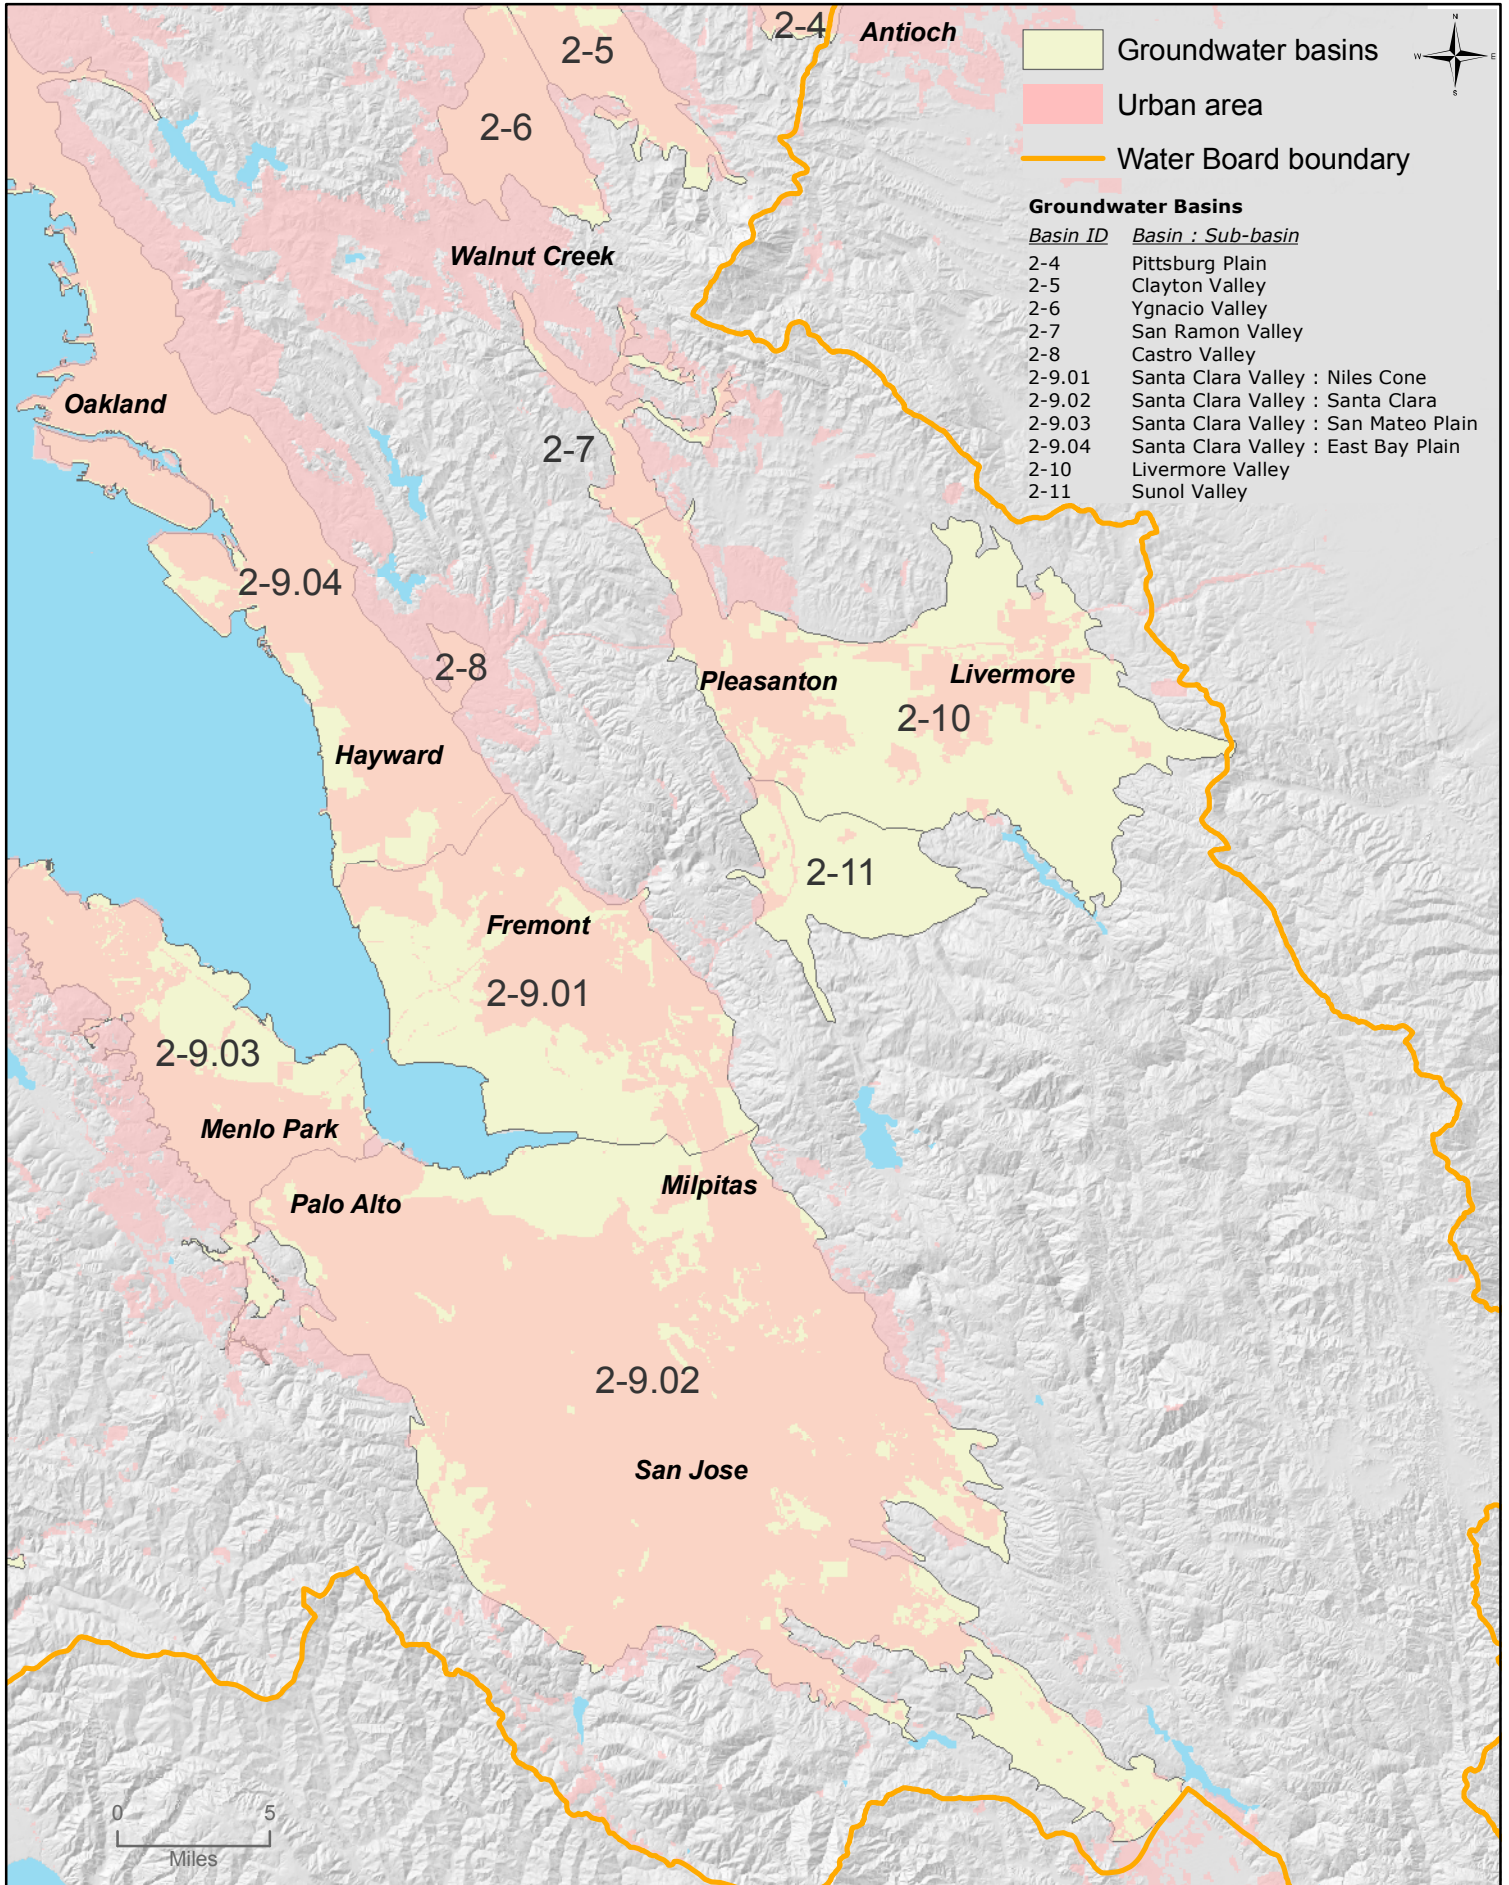 2-4
Antioch
2-5
2-6
Walnut Creek
N
W
E
S
Groundwater basins
Urban area
Water Board boundary
Groundwater Basins
Basin ID Basin : Sub-basin
2-4 Pittsburg Plain
2-5 Clayton Valley
2-6 Ygnacio Valley
2-7 San Ramon Valley
2-8 Castro Valley
2-9.01 Santa Clara Valley : Niles Cone
2-9.02 Santa Clara Valley : Santa Clara
2-9.03 Santa Clara Valley : San Mateo Plain
2-9.04 Santa Clara Valley : East Bay Plain
2-10 Livermore Valley
2-11 Sunol Valley
Oakland
2-7
2-9.04
2-8
Pleasanton
Livermore
2-10
Hayward
2-11
Fremont
2-9.01
2-9.03
Menlo Park
Palo Alto
Milpitas
2-9.02
San Jose
0 5
Miles